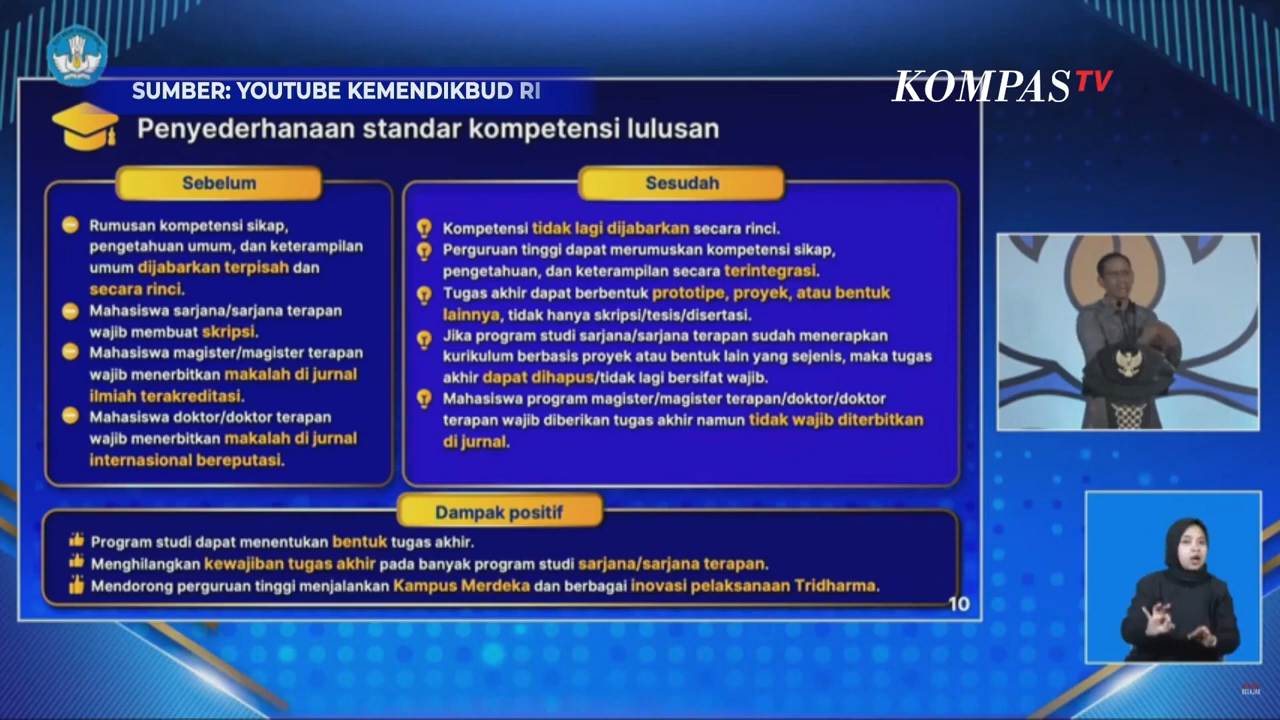 SUMBER: YOUTUBE KEMENDIKBUD RI
KOMPAS TV
Penyederhanaan standar kompetensi lulusan
Sebelum
Rumusan kompetensi sikap,
pengetahuan umum, dan keterampilan
umum dijabarkan terpisah dan
secara rinci.
Mahasiswa sarjana/sarjana terapan
wajib membuat skripsi.
Mahasiswa magister/magister terapan
wajib menerbitkan makalah di jurnal
ilmiah terakreditasi.
Mahasiswa doktor/doktor terapan
wajib menerbitkan makalah di jurnal
internasional bereputasi.
Sesudah
Kompetensi tidak lagi dijabarkan secara rinci.
Perguruan tinggi dapat merumuskan kompetensi sikap,
pengetahuan, dan keterampilan secara terintegrasi.
Tugas akhir dapat berbentuk prototipe, proyek, atau bentuk
lainnya, tidak hanya skripsi/tesis/disertasi.
Jika program studi sarjana/sarjana terapan sudah menerapkan
kurikulum berbasis proyek atau bentuk lain yang sejenis, maka tugas
akhir dapat dihapus/tidak lagi bersifat wajib.
Mahasiswa program magister/magister terapan/doktor/doktor
terapan wajib diberikan tugas akhir namun tidak wajib diterbitkan
di jurnal.
Dampak positif
Program studi dapat menentukan bentuk tugas akhir.
Menghilangkan kewajiban tugas akhir pada banyak program studi sarjana/sarjana terapan.
Mendorong perguruan tinggi menjalankan Kampus Merdeka dan berbagai inovasi pelaksanaan Tridharma.
10
BELAJAR